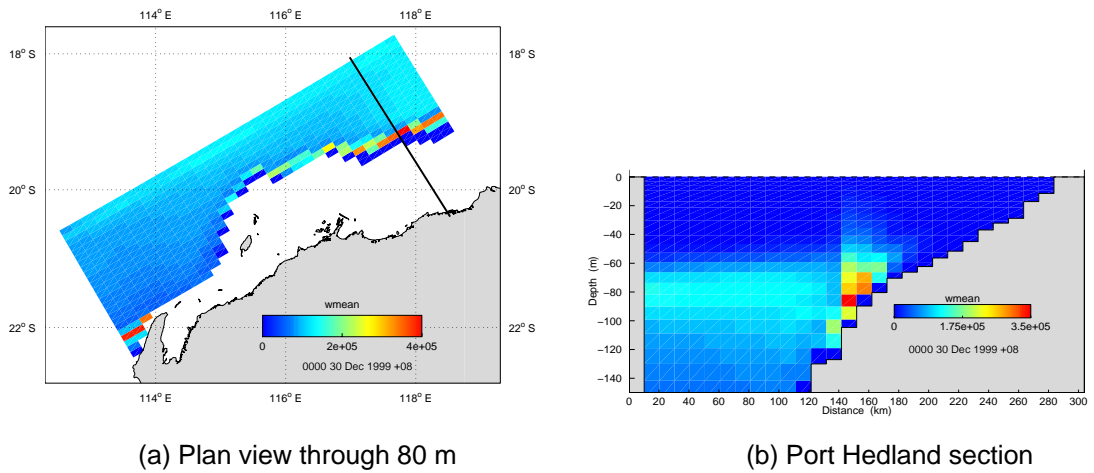 114° E 116° E 118° E
18° S 18° S
20° S 20° S
22° S 22° S
wmean
0 2e+05 4e+05
0000 30 Dec 1999 +08
114° E 116° E 118° E
0
−20
−40
−60
−80
−100
−120
−140
Depth (m)
wmean
0 1.75e+05 3.5e+05
0000 30 Dec 1999 +08
0 20 40 60 80 100 120 140 160 180 200 220 240 260 280 300
Distance (km)
(a) Plan view through 80 m
(b) Port Hedland section